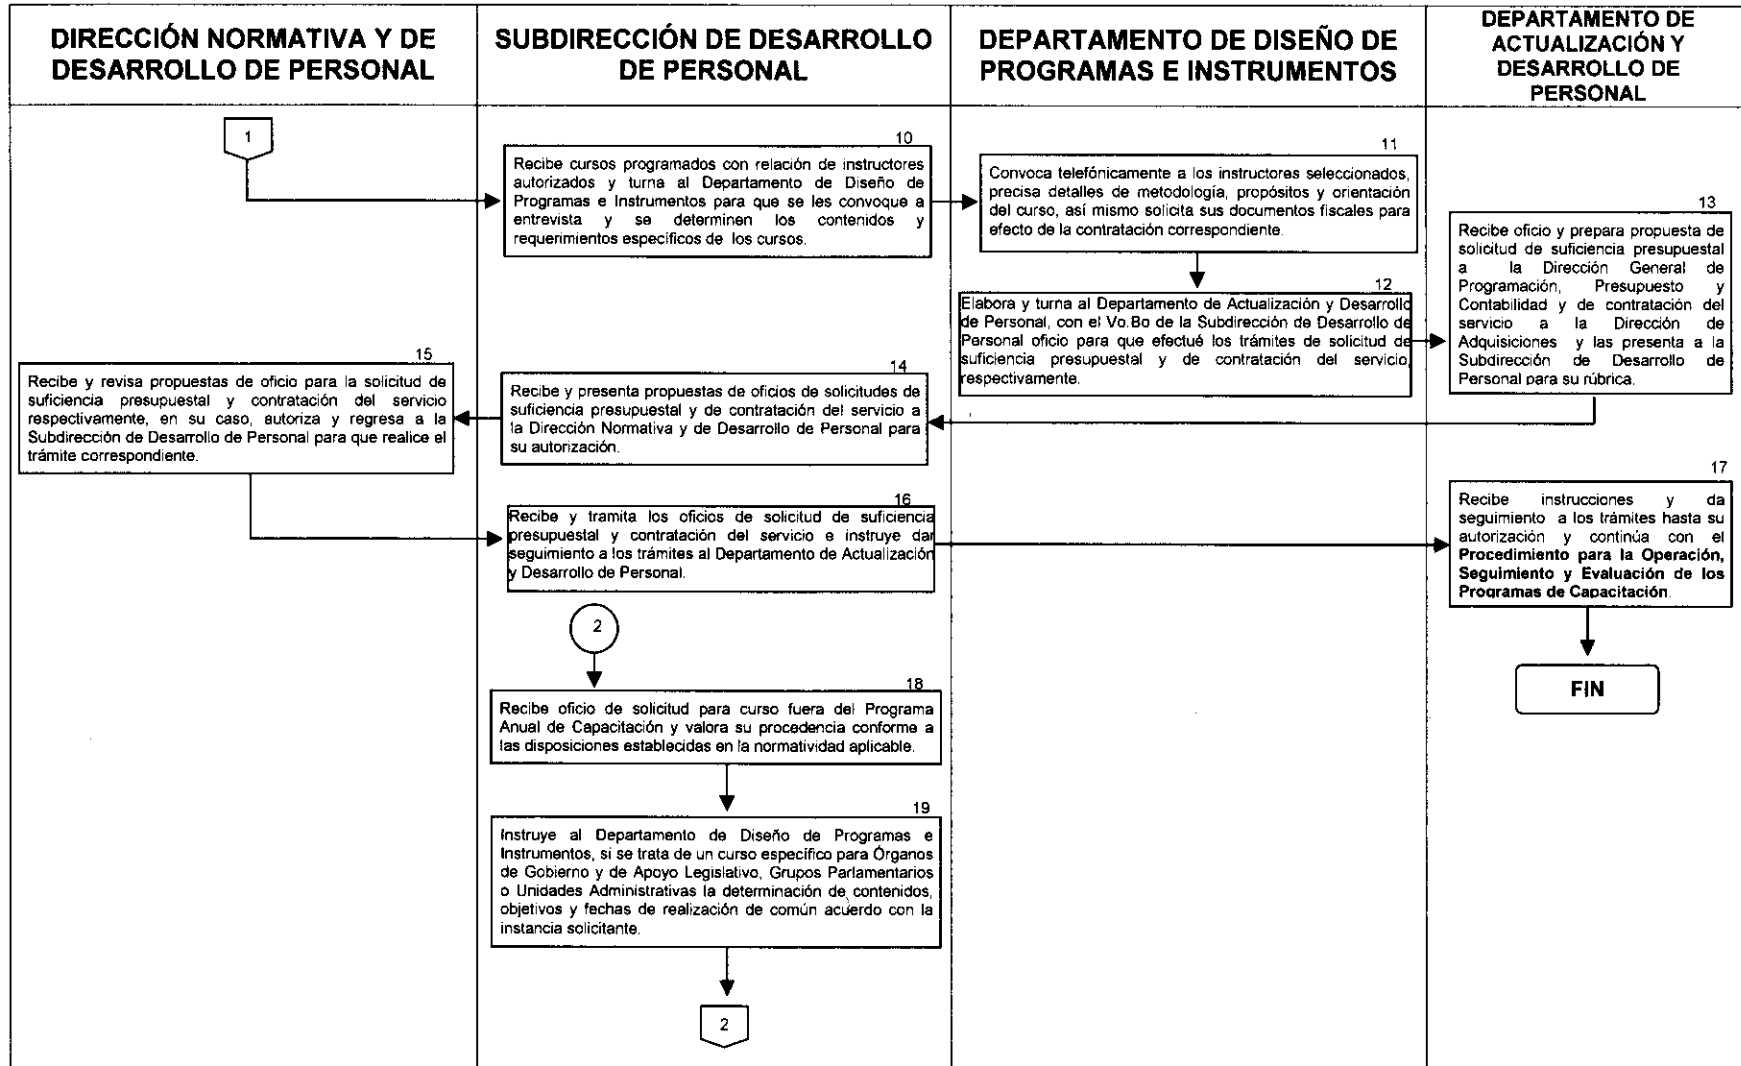 DIRECCIÓN NORMATIVA Y DE
DESARROLLO DE PERSONAL
SUBDIRECCIÓN DE DESARROLLO
DE PERSONAL
DEPARTAMENTO DE DISEÑO DE
PROGRAMAS E INSTRUMENTOS
DEPARTAMENTO DE
ACTUALIZACIÓN Y
DESARROLLO DE
PERSONAL
1
10
Recibe cursos programados con relación de instructores
autorizados y turna al Departamento de Diseño de
Programas e Instrumentos para que se les convoque a
entrevista y se determinen los contenidos y
requerimientos específicos de los cursos.
11
Convoca telefónicamente a los instructores seleccionados,
precisa detalles de metodología, propósitos y orientación
del curso, así mismo solicita sus documentos fiscales para
efecto de la contratación correspondiente.
12
Elabora y turna al Departamento de Actualización y Desarrollo
de Personal, con el Vo.Bo de la Subdirección de Desarrollo de
Personal oficio para que efectué los trámites de solicitud de
suficiencia presupuestal y de contratación del servicio,
respectivamente.
13
Recibe oficio y prepara propuesta de
solicitud de suficiencia presupuestal
a la Dirección General de
Programación, Presupuesto y
Contabilidad y de contratación del
servicio a la Dirección de
Adquisiciones y las presenta a la
Subdirección de Desarrollo de
Personal para su rúbrica.
14
Recibe y presenta propuestas de oficios de solicitudes de
suficiencia presupuestal y de contratación del servicio a
la Dirección Normativa y de Desarrollo de Personal para
su autorización.
15
Recibe y revisa propuestas de oficio para la solicitud de
suficiencia presupuestal y contratación del servicio
respectivamente, en su caso, autoriza y regresa a la
Subdirección de Desarrollo de Personal para que realice el
trámite correspondiente.
16
Recibe y tramita los oficios de solicitud de suficiencia
presupuestal y contratación del servicio e instruye dar
seguimiento a los trámites al Departamento de Actualización
y Desarrollo de Personal.
17
Recibe instrucciones y da
seguimiento a los trámites hasta su
autorización y continúa con el
Procedimiento para la Operación,
Seguimiento y Evaluación de los
Programas de Capacitación.
FIN
2
18
Recibe oficio de solicitud para curso fuera del Programa
Anual de Capacitación y valora su procedencia conforme a
las disposiciones establecidas en la normatividad aplicable.
19
Instruye al Departamento de Diseño de Programas e
Instrumentos, si se trata de un curso específico para Órganos
de Gobierno y de Apoyo Legislativo, Grupos Parlamentarios
o Unidades Administrativas la determinación de contenidos,
objetivos y fechas de realización de común acuerdo con la
instancia solicitante.
2